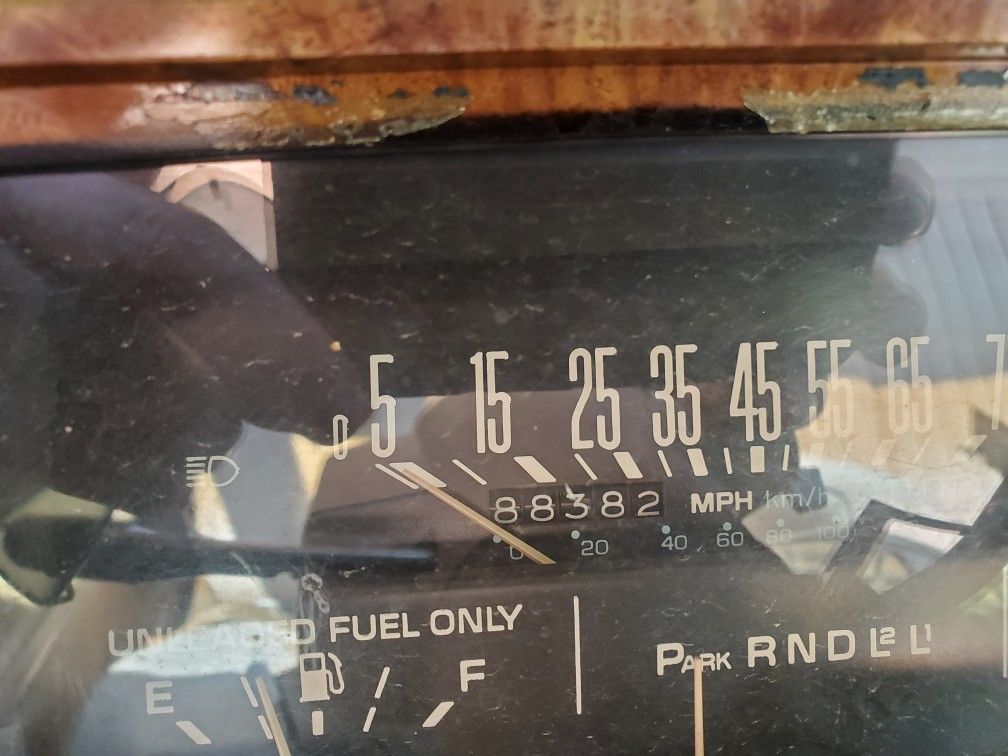 0 5 15 25 35 45 55 65 7
88382 MPH km/h
0 20 40 60 80 100
UNLEADED FUEL ONLY
E F
PARK R N D L2 L1